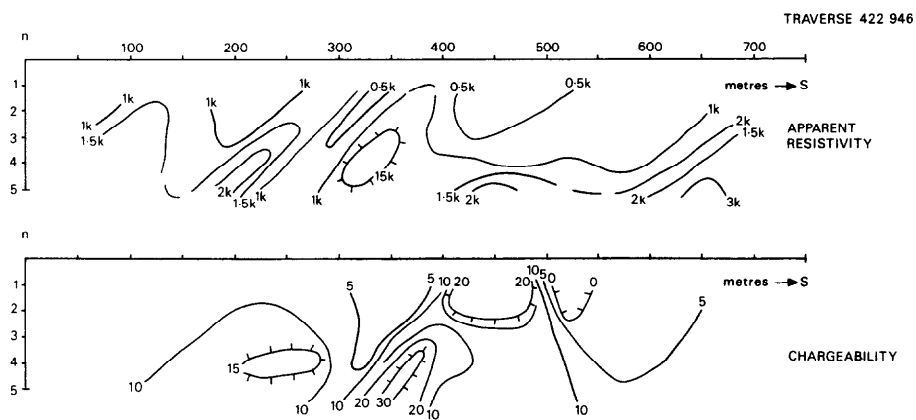 TRAVERSE 422 946
n
100 200 300 400 500 600 700
1 1k 1k 0·5k 0·5k 0·5k metres → S
2 1k 1k 1k
3 1·5k 2k APPARENT
1·5k RESISTIVITY
4 15k
5 2k 1·5k 1k 1k 1·5k 2k 2k 1·5k 3k
n
1 5 5 10 20 20 10 5 0 0 metres → S
2 5
3
4 15 CHARGEABILITY
5 10 10 10 20 30 20 10 10